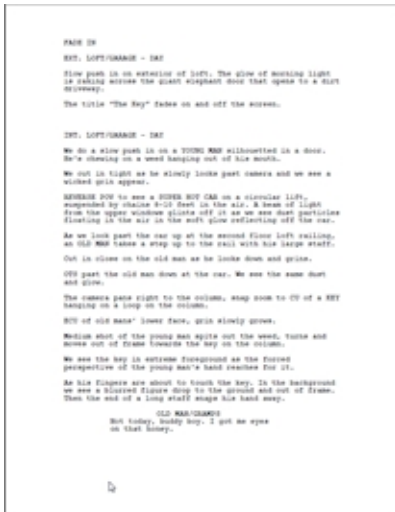 FADE IN
EXT. LOFT/GARAGE - DAY
Slow push in on exterior of loft. The glow of morning light
is raking across the giant elephant door that opens to a dirt
driveway.
The title "The Key" fades on and off the screen.
INT. LOFT/GARAGE - DAY
We do a slow push in on a YOUNG MAN silhouetted in a door.
He's chewing on a weed hanging out of his mouth.
We cut in tight as he slowly looks past camera and we see a
wicked grin appear.
REVERSE POV to see a SUPER HOT CAR on a circular lift,
suspended by chains 8-10 feet in the air. A beam of light
from the upper windows glints off it as we see dust particles
floating in the air in the soft glow reflecting off the car.
As we look past the car up at the second floor loft railing,
an OLD MAN takes a step up to the rail with his large staff.
Cut in close on the old man as he looks down and grins.
OTS past the old man down at the car. We see the same dust
and glow.
The camera pans right to the column, snap zoom to CU of a KEY
hanging on a loop on the column.
ECU of old mans' lower face, grin slowly grows.
Medium shot of the young man spits out the weed, turns and
moves out of frame towards the key on the column.
We see the key in extreme foreground as the forced
perspective of the young man's hand reaches for it.
As his fingers are about to touch the key. In the background
we see a blurred figure drop to the ground and out of frame.
Then the end of a long staff snaps his hand away.
OLD MAN/GRAMPS
Not today, buddy boy. I got me eyes
on that honey.